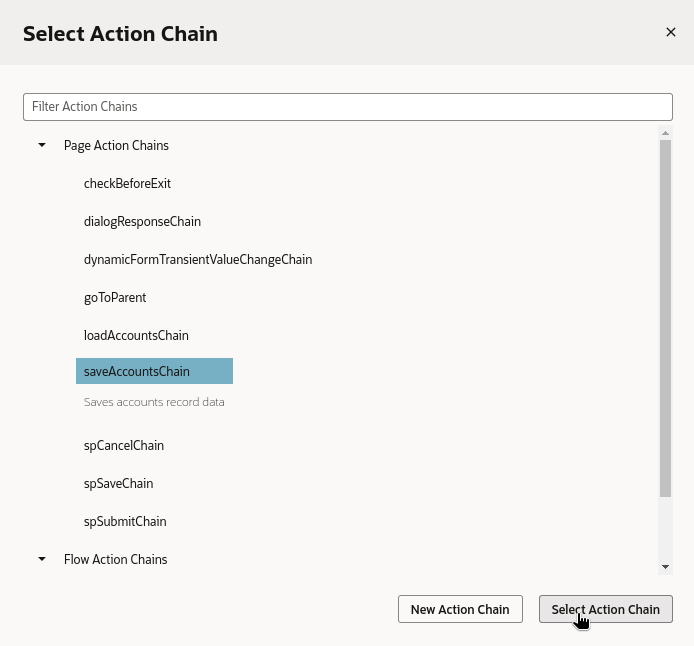 Select Action Chain
Filter Action Chains
Page Action Chains
checkBeforeExit
dialogResponseChain
dynamicFormTransientValueChangeChain
goToParent
loadAccountsChain
saveAccountsChain
Saves accounts record data
spCancelChain
spSaveChain
spSubmitChain
Flow Action Chains
New Action Chain
Select Action Chain